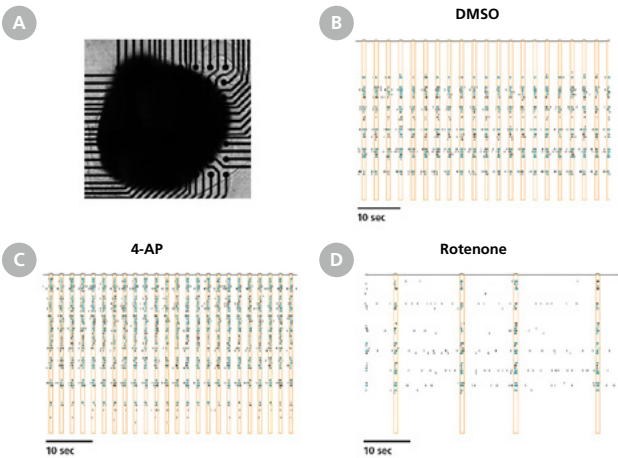 A
B
DMSO
10 sec
C
4-AP
10 sec
D
Rotenone
10 sec